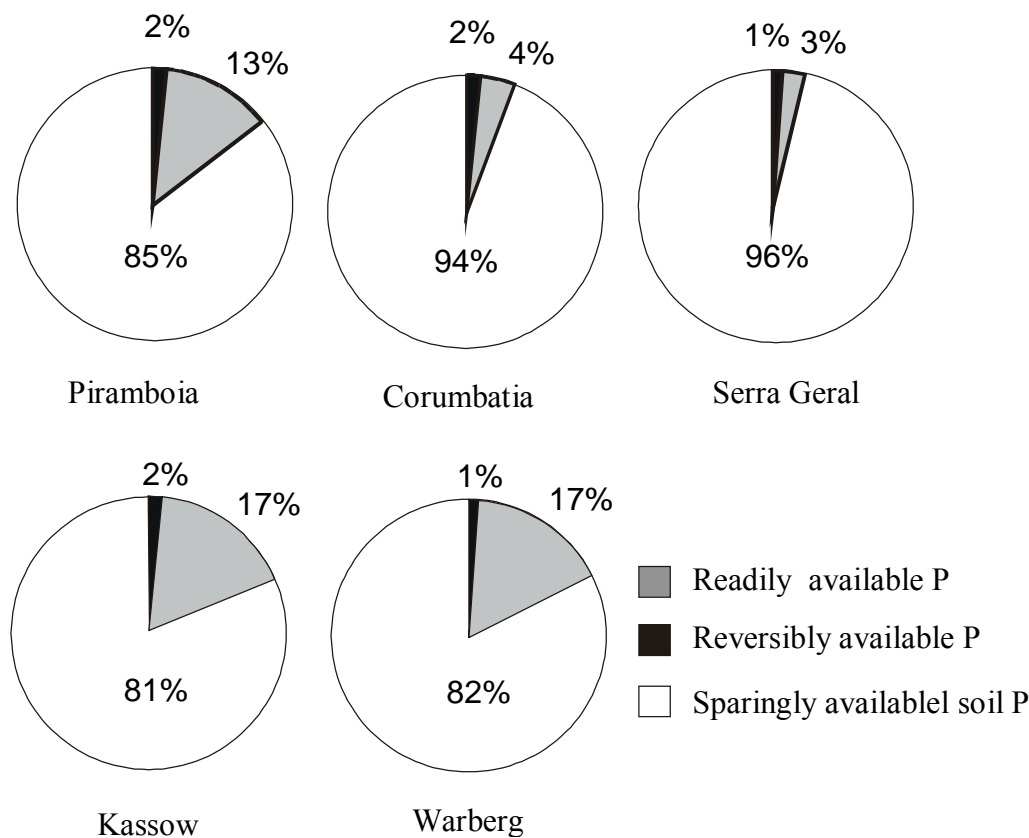 2%
13%
85%
Piramboia
2%
4%
94%
Corumbatia
1%
3%
96%
Serra Geral
2%
17%
81%
Kassow
1%
17%
82%
Warberg
Readily available P
Reversibly available P
Sparingly availablel soil P